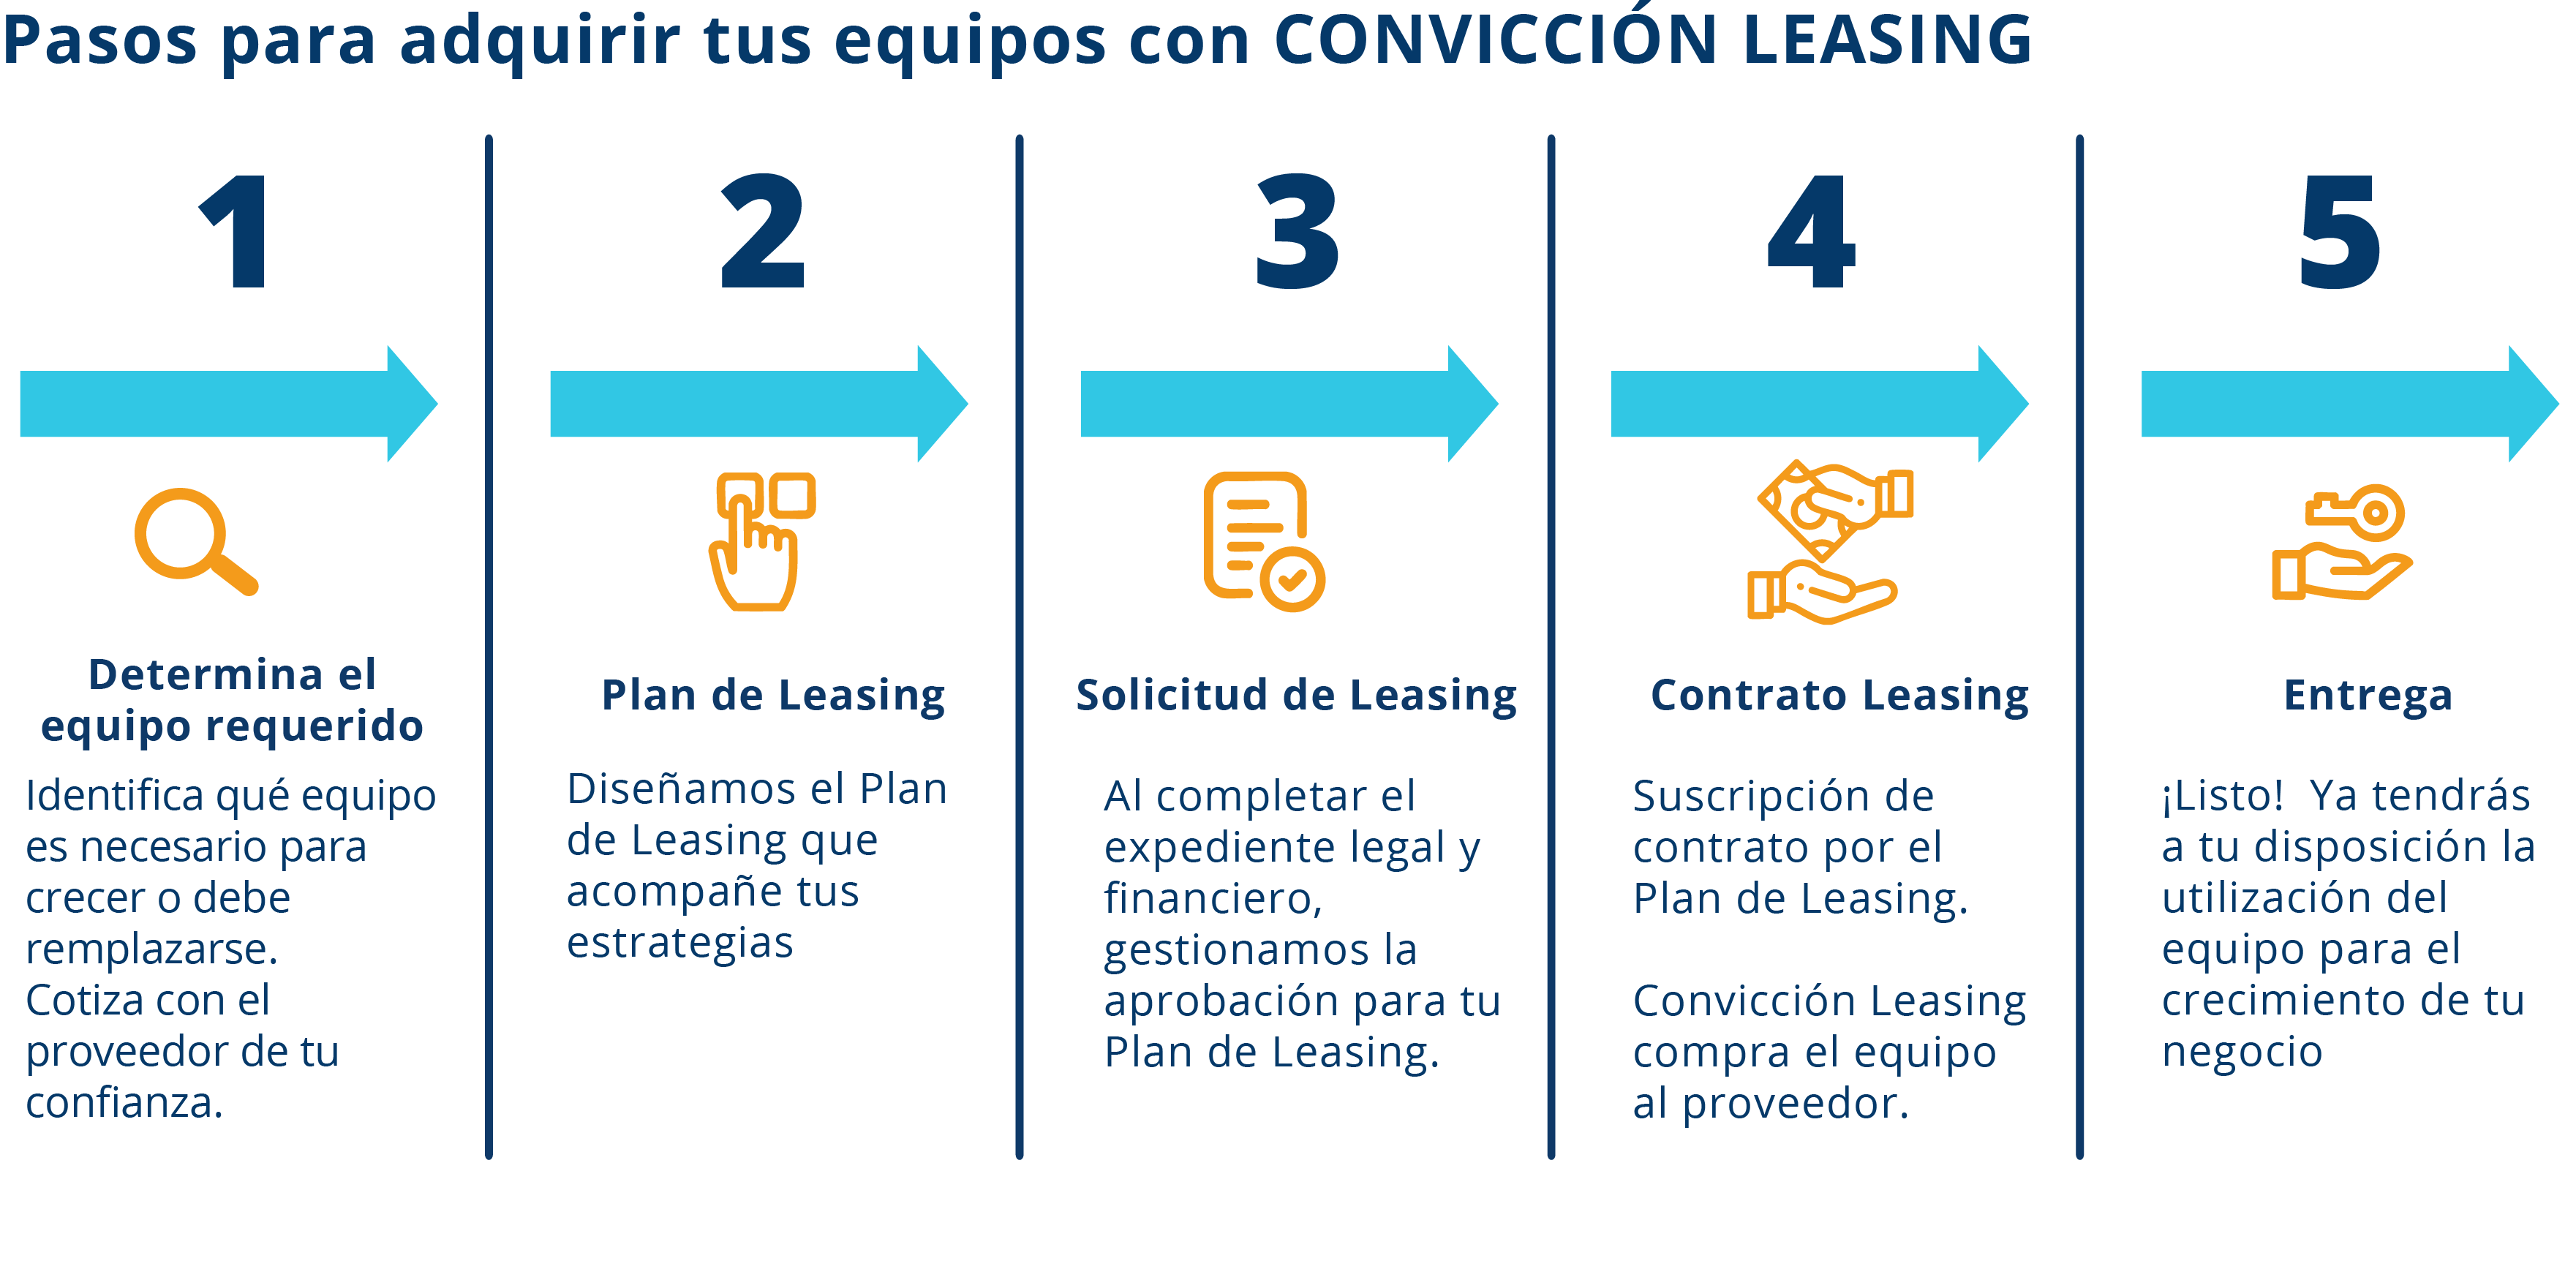 Pasos para adquirir tus equipos con CONVICCIÓN LEASING
1
Determina el
equipo requerido
Identifica qué equipo
es necesario para
crecer o debe
remplazarse.
Cotiza con el
proveedor de tu
confianza.
2
Plan de Leasing
Diseñamos el Plan
de Leasing que
acompañe tus
estrategias
3
Solicitud de Leasing
Al completar el
expediente legal y
financiero,
gestionamos la
aprobación para tu
Plan de Leasing.
4
Contrato Leasing
Suscripción de
contrato por el
Plan de Leasing.
Convicción Leasing
compra el equipo
al proveedor.
5
Entrega
¡Listo!  Ya tendrás
a tu disposición la
utilización del
equipo para el
crecimiento de tu
negocio